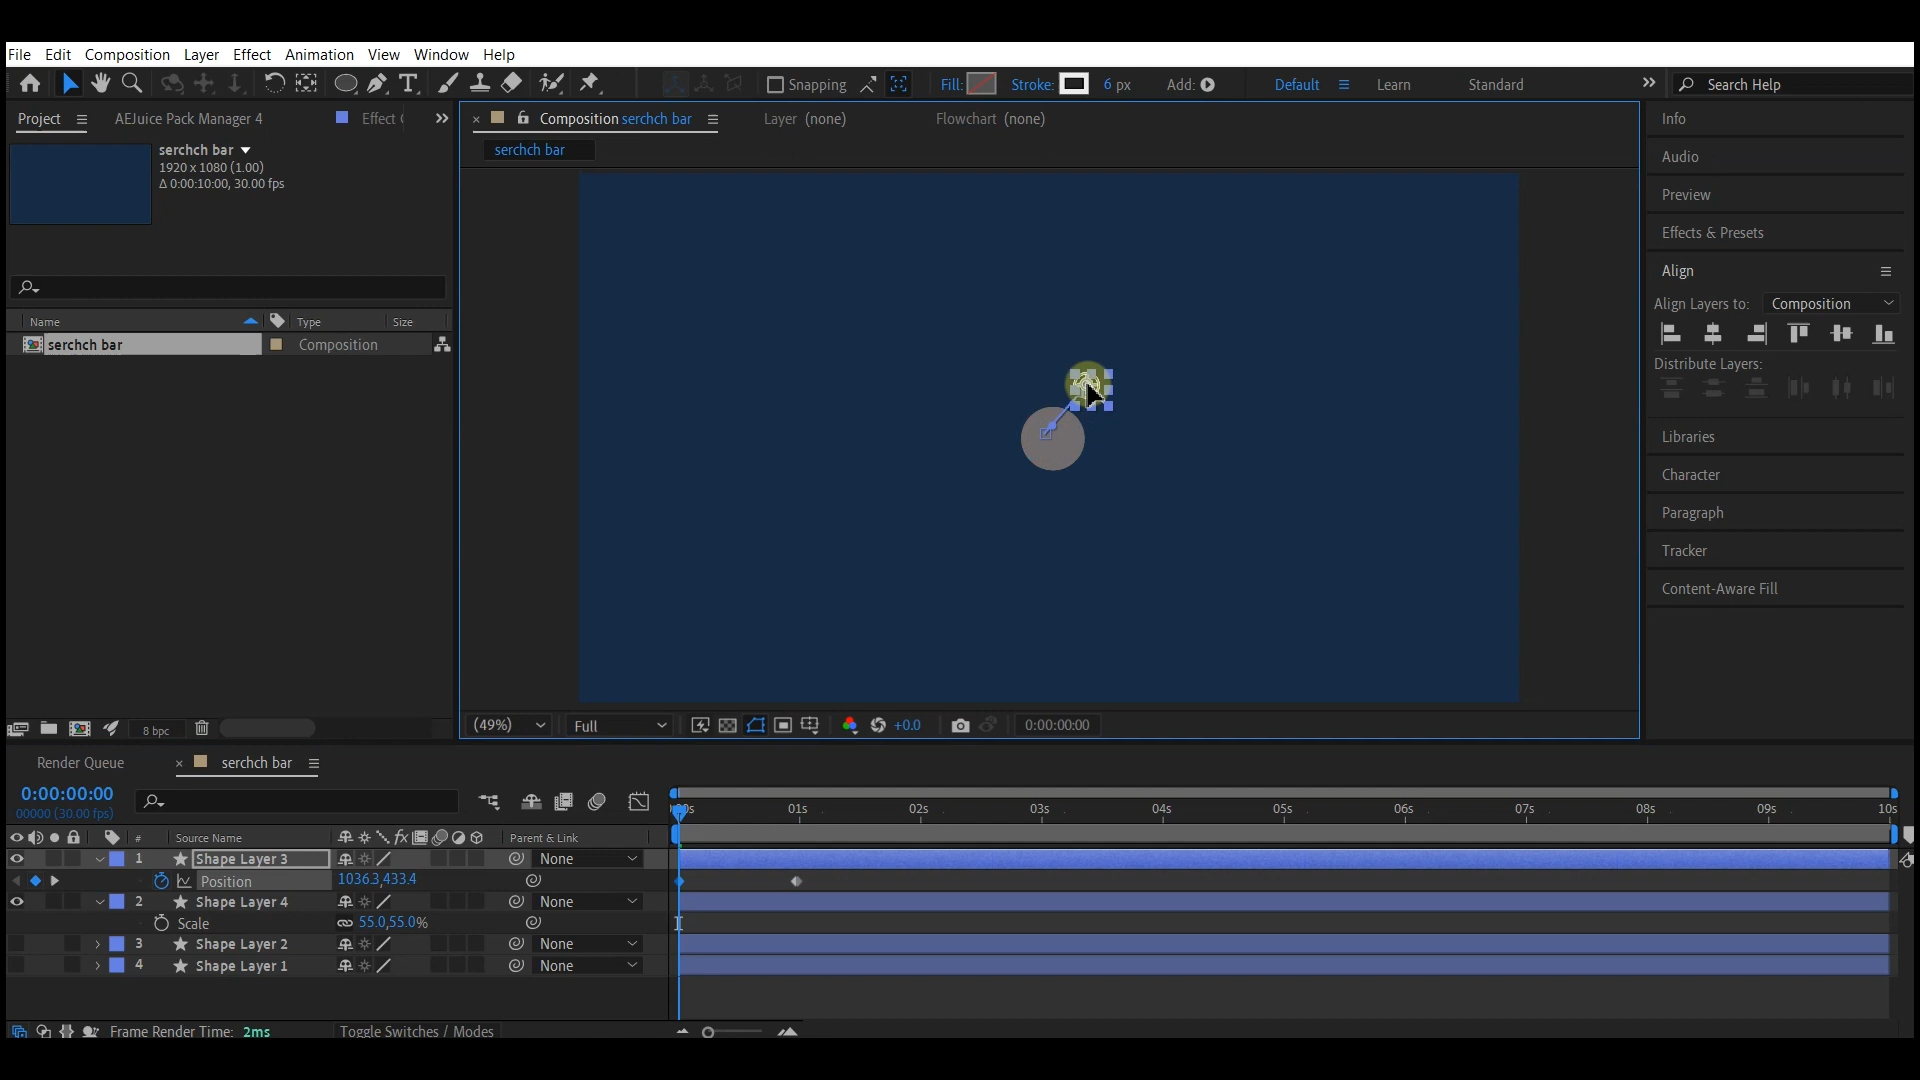 File Edit Composition Layer Effect Animation View Window Help
Snapping Fill: Stroke: 6 px Add: Default Learn Standard Search Help
Project AEJuice Pack Manager 4 Effect
Composition serchch bar Layer (none) Flowchart (none)
serchch bar
serchch bar
1920 x 1080 (1.00)
Δ 0:00:10:00, 30.00 fps
Name Type Size
serchch bar Composition
8 bpc
(49%) Full +0.0 0:00:00:00
Info
Audio
Preview
Effects & Presets
Align
Align Layers to: Composition
Distribute Layers:
Libraries
Character
Paragraph
Tracker
Content-Aware Fill
Render Queue serchch bar
0:00:00:00
00000 (30.00 fps)
01s 02s 03s 04s 05s 06s 07s 08s 09s 10s
# Source Name fx Parent & Link
1 Shape Layer 3 None
Position 1036.3,433.4
2 Shape Layer 4 None
Scale 55.0,55.0%
3 Shape Layer 2 None
4 Shape Layer 1 None
Frame Render Time: 2ms Toggle Switches / Modes